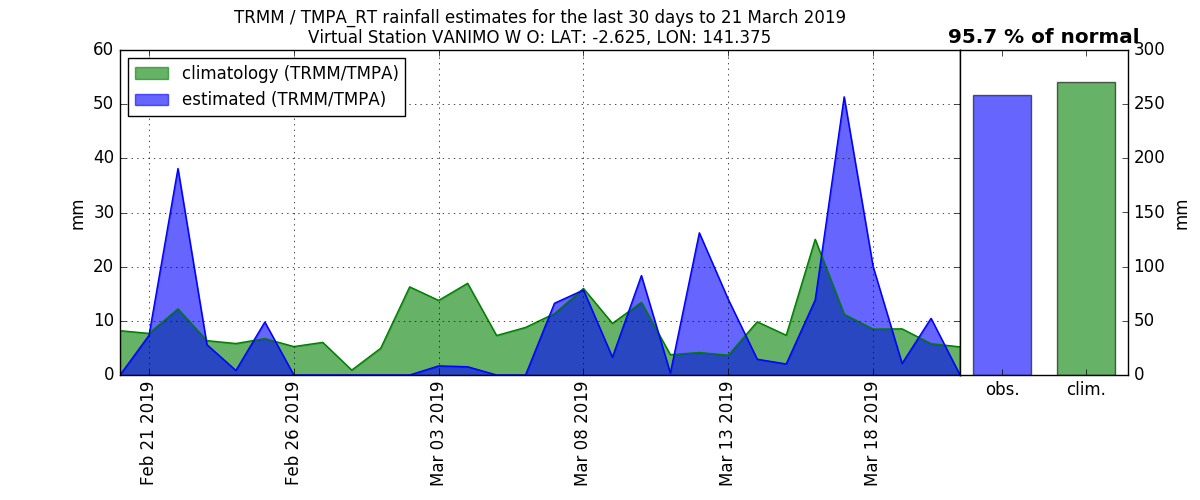 TRMM / TMPA_RT rainfall estimates for the last 30 days to 21 March 2019
Virtual Station VANIMO W O: LAT: -2.625, LON: 141.375
95.7 % of normal
climatology (TRMM/TMPA)
estimated (TRMM/TMPA)
60
50
40
30
20
10
0
mm
Feb 21 2019
Feb 26 2019
Mar 03 2019
Mar 08 2019
Mar 13 2019
Mar 18 2019
obs.
clim.
300
250
200
150
100
50
0
mm